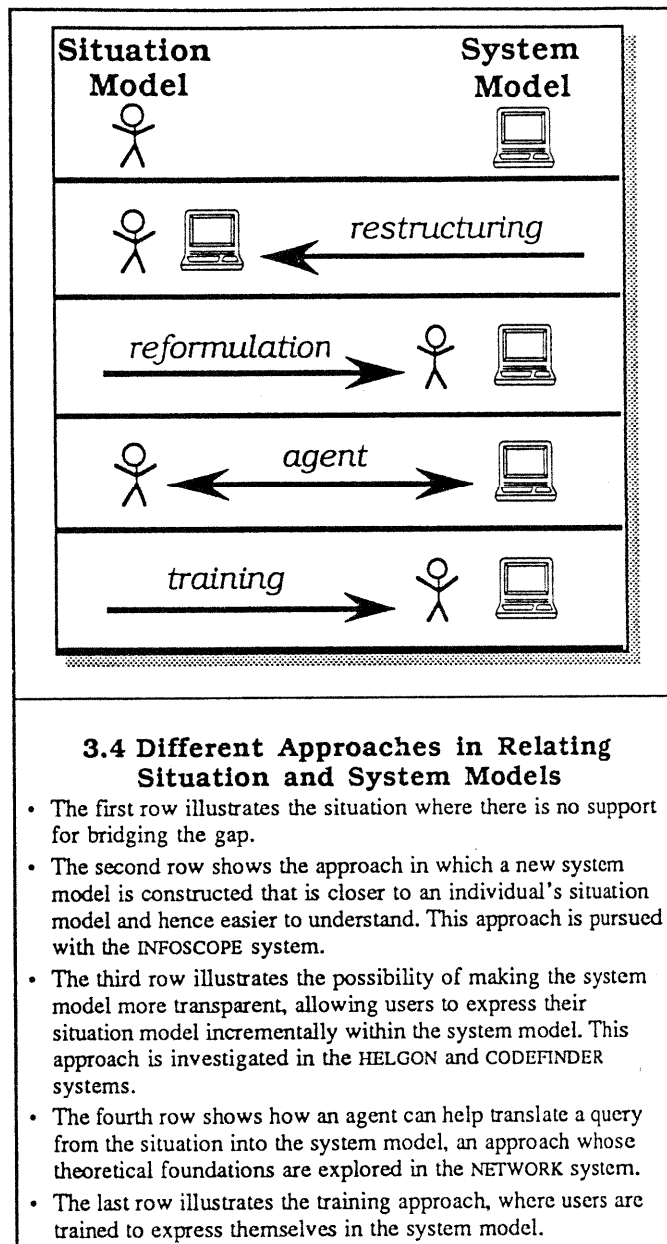 Situation Model
System Model
restructuring
reformulation
agent
training
3.4 Different Approaches in Relating
Situation and System Models
• The first row illustrates the situation where there is no support
for bridging the gap.
• The second row shows the approach in which a new system
model is constructed that is closer to an individual's situation
model and hence easier to understand. This approach is pursued
with the INFOSCOPE system.
• The third row illustrates the possibility of making the system
model more transparent, allowing users to express their
situation model incrementally within the system model. This
approach is investigated in the HELGON and CODEFINDER
systems.
• The fourth row shows how an agent can help translate a query
from the situation into the system model, an approach whose
theoretical foundations are explored in the NETWORK system.
• The last row illustrates the training approach, where users are
trained to express themselves in the system model.